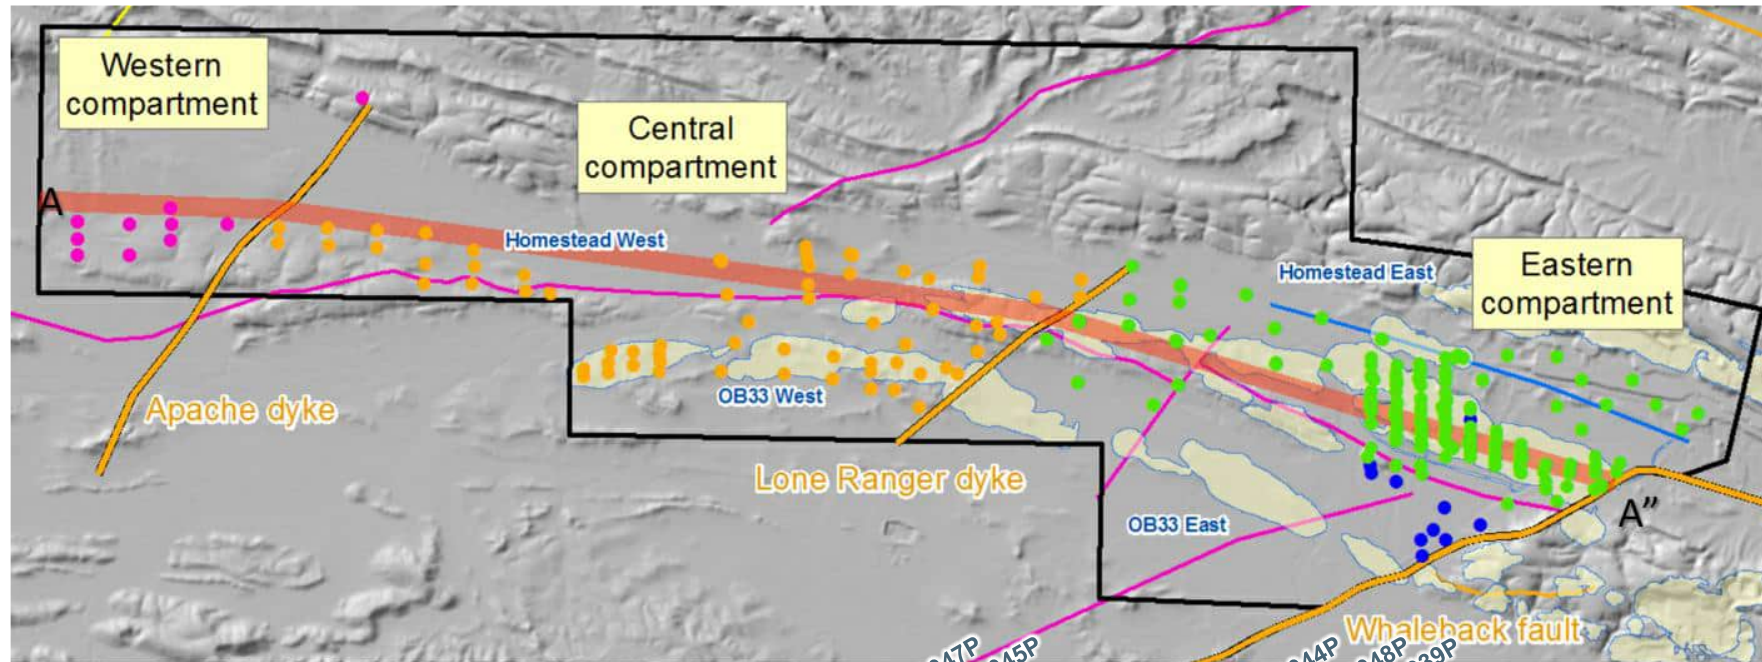 Western
compartment
Central
compartment
A
Homestead West
Homestead East
Eastern
compartment
Apache dyke
OB33 West
Lone Ranger dyke
A”
OB33 East
Whaleback fault